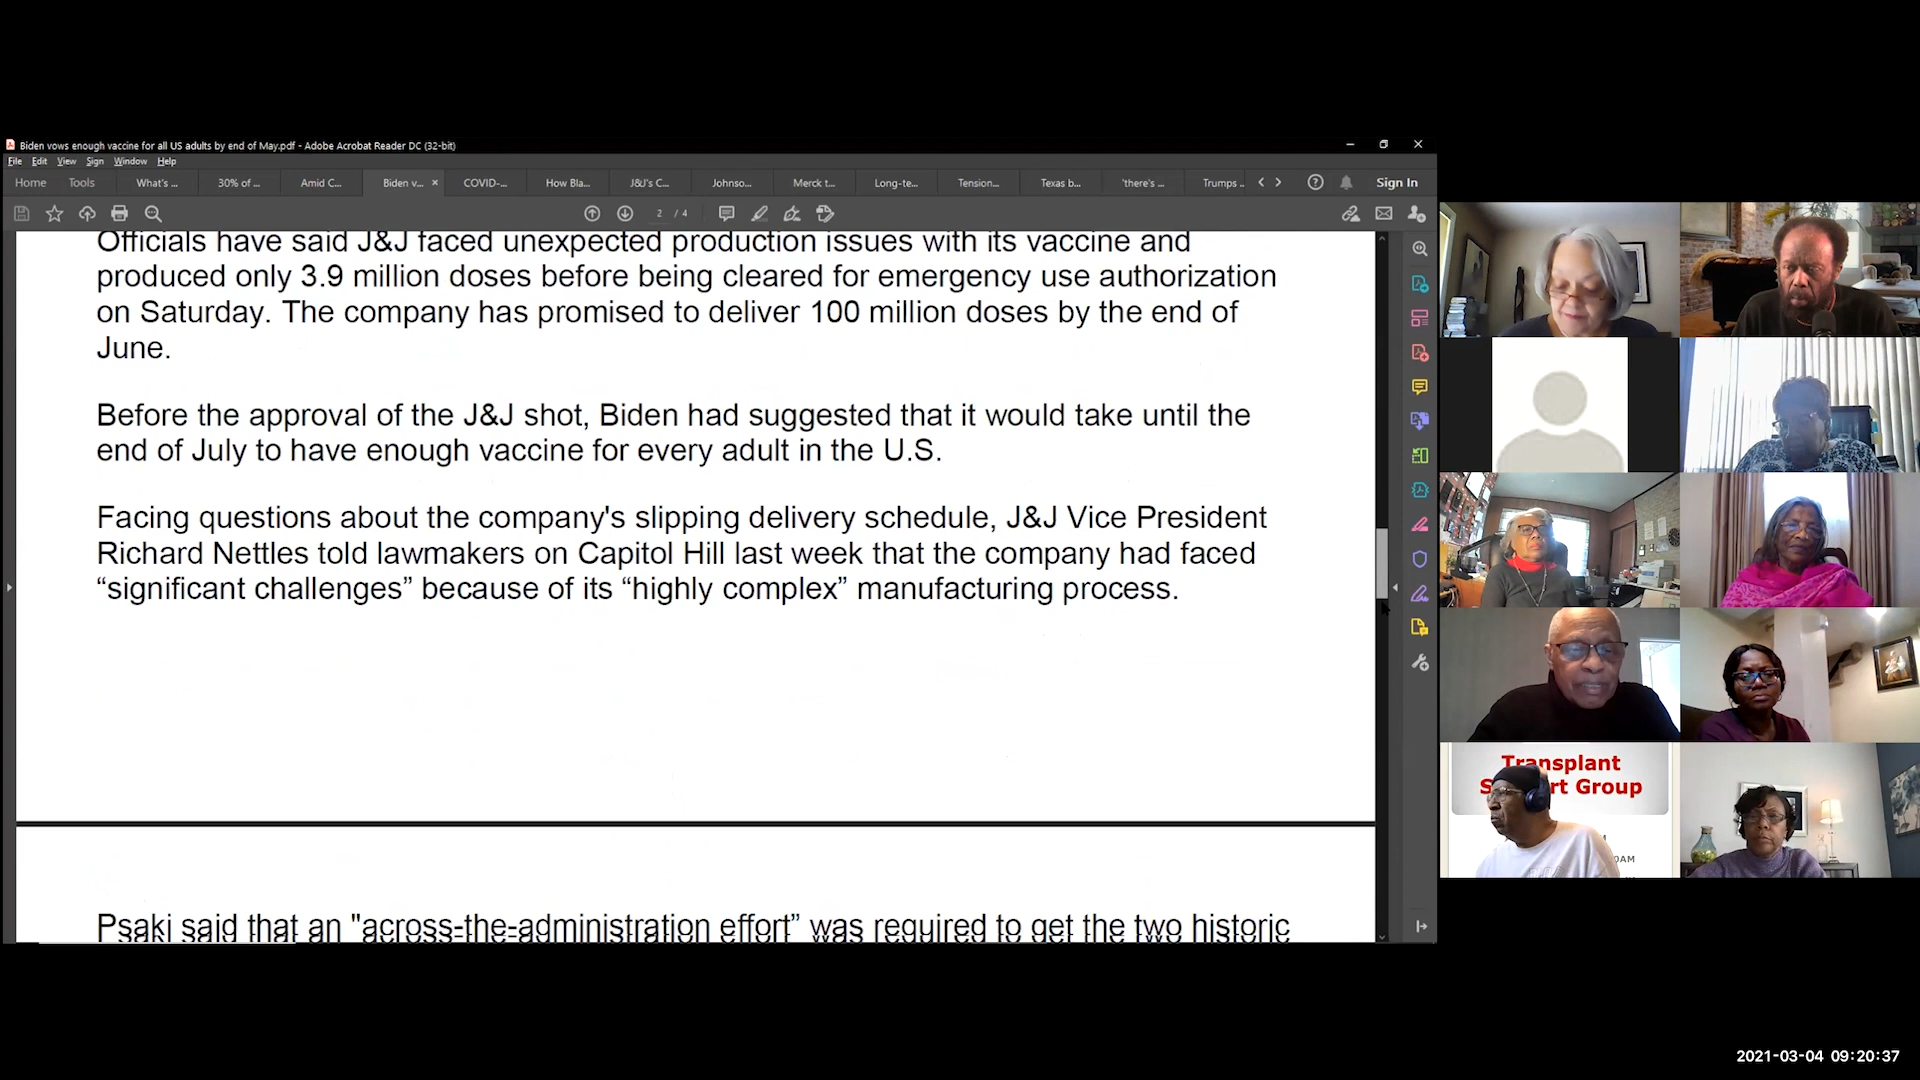 Biden vows enough vaccine for all US adults by end of May.pdf - Adobe Acrobat Reader DC (32-bit)
File Edit View Sign Window Help
Home Tools What's ... 30% of ... Amid C... Biden v... × COVID-... How Bla... J&J's C... Johnso... Merck t... Long-te... Tension... Texas b... 'there's ... Trumps .. Sign In
2 / 4
Officials have said J&J faced unexpected production issues with its vaccine and
produced only 3.9 million doses before being cleared for emergency use authorization
on Saturday. The company has promised to deliver 100 million doses by the end of
June.
Before the approval of the J&J shot, Biden had suggested that it would take until the
end of July to have enough vaccine for every adult in the U.S.
Facing questions about the company's slipping delivery schedule, J&J Vice President
Richard Nettles told lawmakers on Capitol Hill last week that the company had faced
“significant challenges” because of its “highly complex” manufacturing process.
Psaki said that an "across-the-administration effort” was required to get the two historic
Transplant
Group
2021-03-04 09:20:37